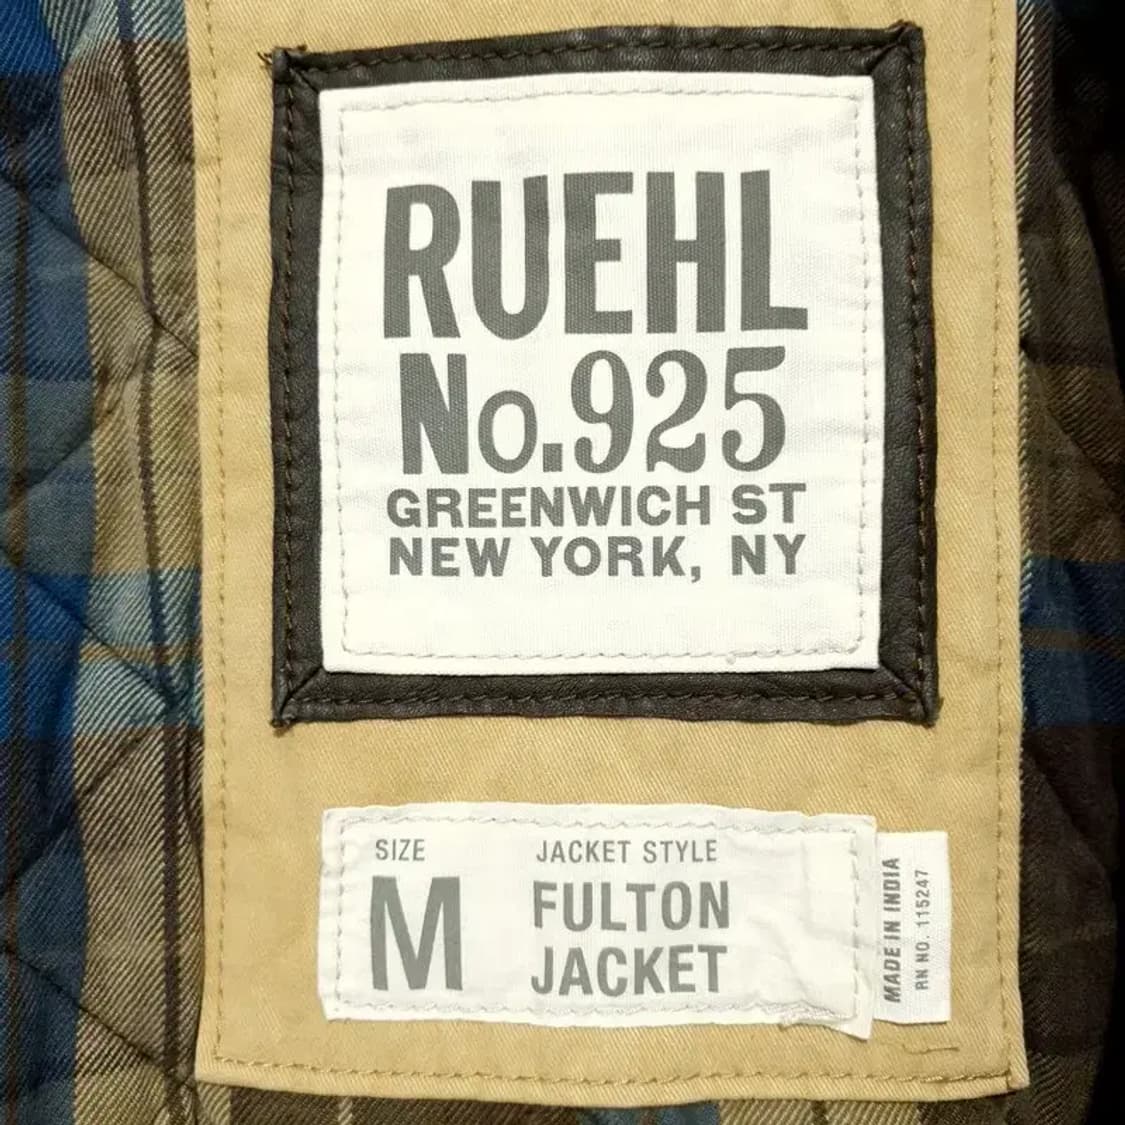 RUEHL
No.925
GREENWICH ST
NEW YORK, NY
SIZE
M
JACKET STYLE
FULTON
JACKET
MADE IN INDIA
RN NO. 115247